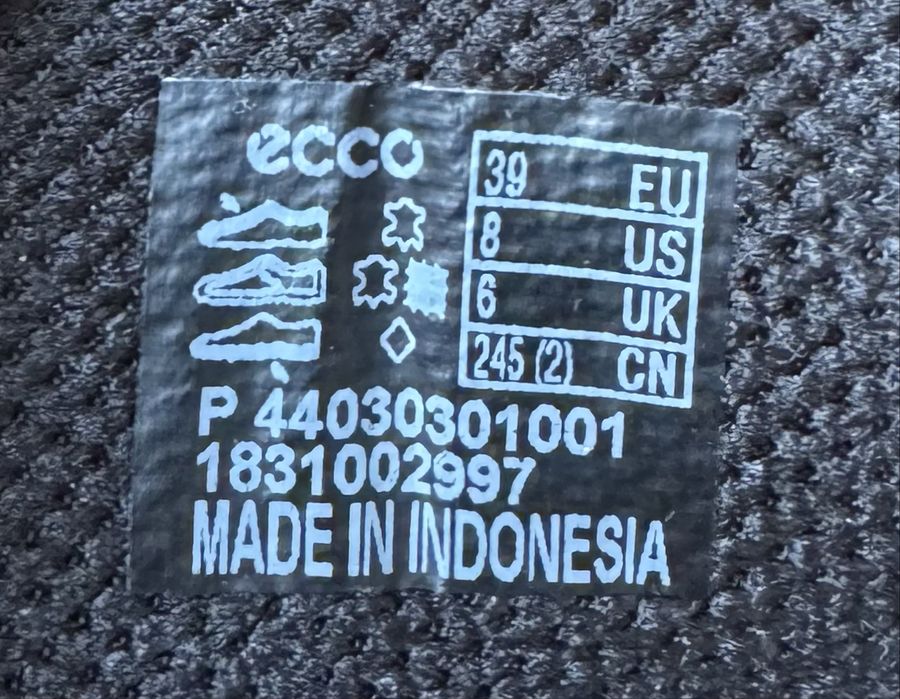 ecco
39 EU
8 US
6 UK
245 (2) CN
P 44030301001
1831002997
MADE IN INDONESIA